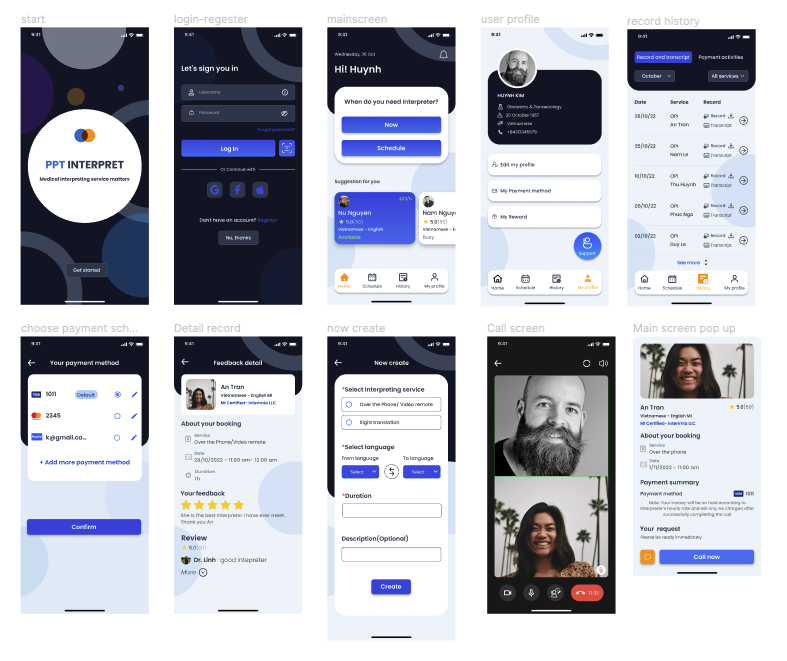 start
9:41
PPT INTERPRET
Medical interpreting service matters
Get started
login-regester
9:41
Let's sign you in
Username
Password
Forgot password?
Log In
Or Continue with
Don't have an account? Register
No, thanks
mainscreen
9:41
Wednesday, 26 Oct
Hi! Huynh
When do you need Interpreter?
Now
Schedule
Suggestion for you
Nu Nguyen
5.0(50)
Vietnamese - English
Available
Nam Nguy
5.0(50)
Vietnamese - E
Busy
Home
Schedule
History
My profile
user profile
9:41
HUYNH KIM
Obstetrics & Gynaecology
20 October 1967
Vietnamese
+84912345678
Edit my profile
My Payment method
My Reward
Support
Home
Schedule
History
My profile
record history
9:41
Record and transcript
Payment activities
October
All services
Date Service Record
28/10/22 OPI Record
An Tran Transcript
25/10/22 OPI Record
Nam Le Transcript
10/10/22 OPI Record
Thu Huynh Transcript
05/10/22 OPI Record
Phuc Ngo Transcript
02/10/22 OPI Record
Duy Le Transcript
See more
Home
Schedule
History
My profile
choose payment sch...
9:41
Your payment method
VISA 1011 Default
2345
PayPal k@gmail.co...
+ Add more payment method
Confirm
Detail record
9:41
Feedback detail
An Tran
Vietnamese - English MI
MI Certified- Interimia LLC
About your booking
Service
Over the Phone/ Video remote
Date
28/10/2022 - 11:00 am- 12:00 am
Duration
1h
Your feedback
She is the best interpreter I have ever meet.
Thank you An
Review
5.0(50)
Dr. Linh : good intepreter
More
now create
9:41
Now create
*Select Interpreting service
Over the Phone/ Video remote
Sight translation
*Select language
From language
To language
Select
Select
*Duration
Description(Optional)
Create
Call screen
9:41
12:32
Main screen pop up
An Tran
5.0(50)
Vietnamese - English MI
MI Certified- Interimia LLC
About your booking
Service
Over the phone
Date
1/11/2022 - 11:00 am
Payment summary
Payment method VISA 1011
Note: Your money will be on hold according to
interpreter's hourly rate and will only be charged after
successfully completing the call
Your request
Please be ready immediately
Call now